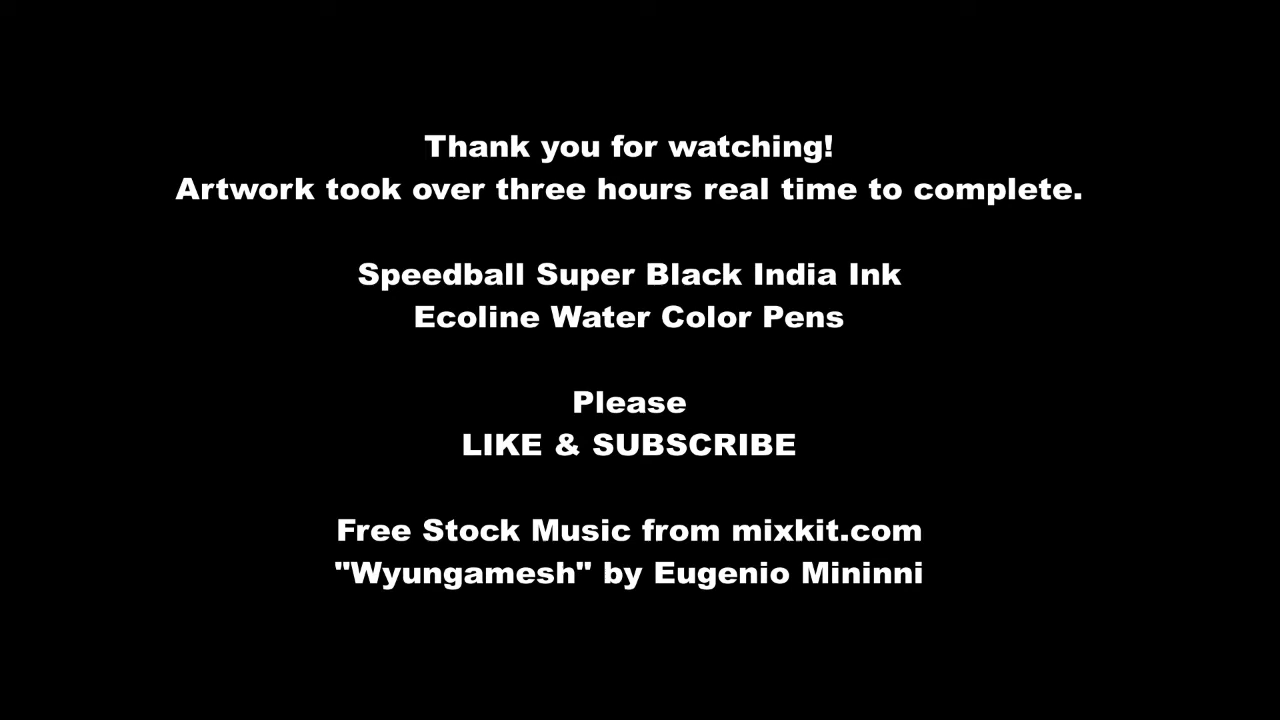 Thank you for watching!
Artwork took over three hours real time to complete.
Speedball Super Black India Ink
Ecoline Water Color Pens
Please
LIKE & SUBSCRIBE
Free Stock Music from mixkit.com
"Wyungamesh" by Eugenio Mininni